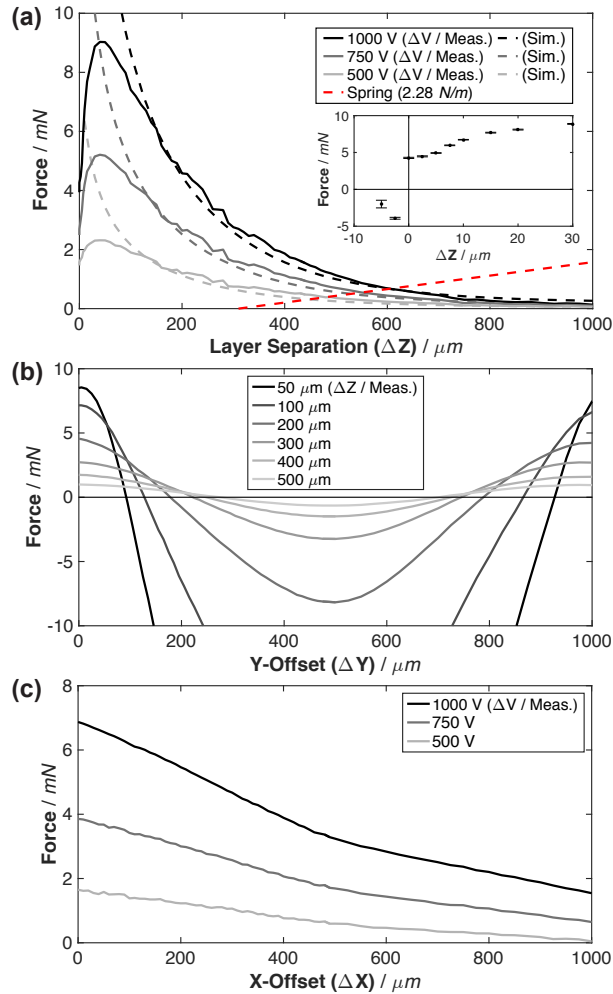 (a)
10
8
6
4
2
0
Force / mN
1000 V (ΔV / Meas.) (Sim.)
750 V (ΔV / Meas.) (Sim.)
500 V (ΔV / Meas.) (Sim.)
Spring (2.28 N/m)
10
5
0
-5
Force / mN
-10 0 10 20 30
ΔZ / μm
0 200 400 600 800 1000
Layer Separation (ΔZ) / μm
(b)
10
5
0
-5
-10
Force / mN
50 μm (ΔZ / Meas.)
100 μm
200 μm
300 μm
400 μm
500 μm
0 200 400 600 800 1000
Y-Offset (ΔY) / μm
(c)
8
6
4
2
0
Force / mN
1000 V (ΔV / Meas.)
750 V
500 V
0 200 400 600 800 1000
X-Offset (ΔX) / μm